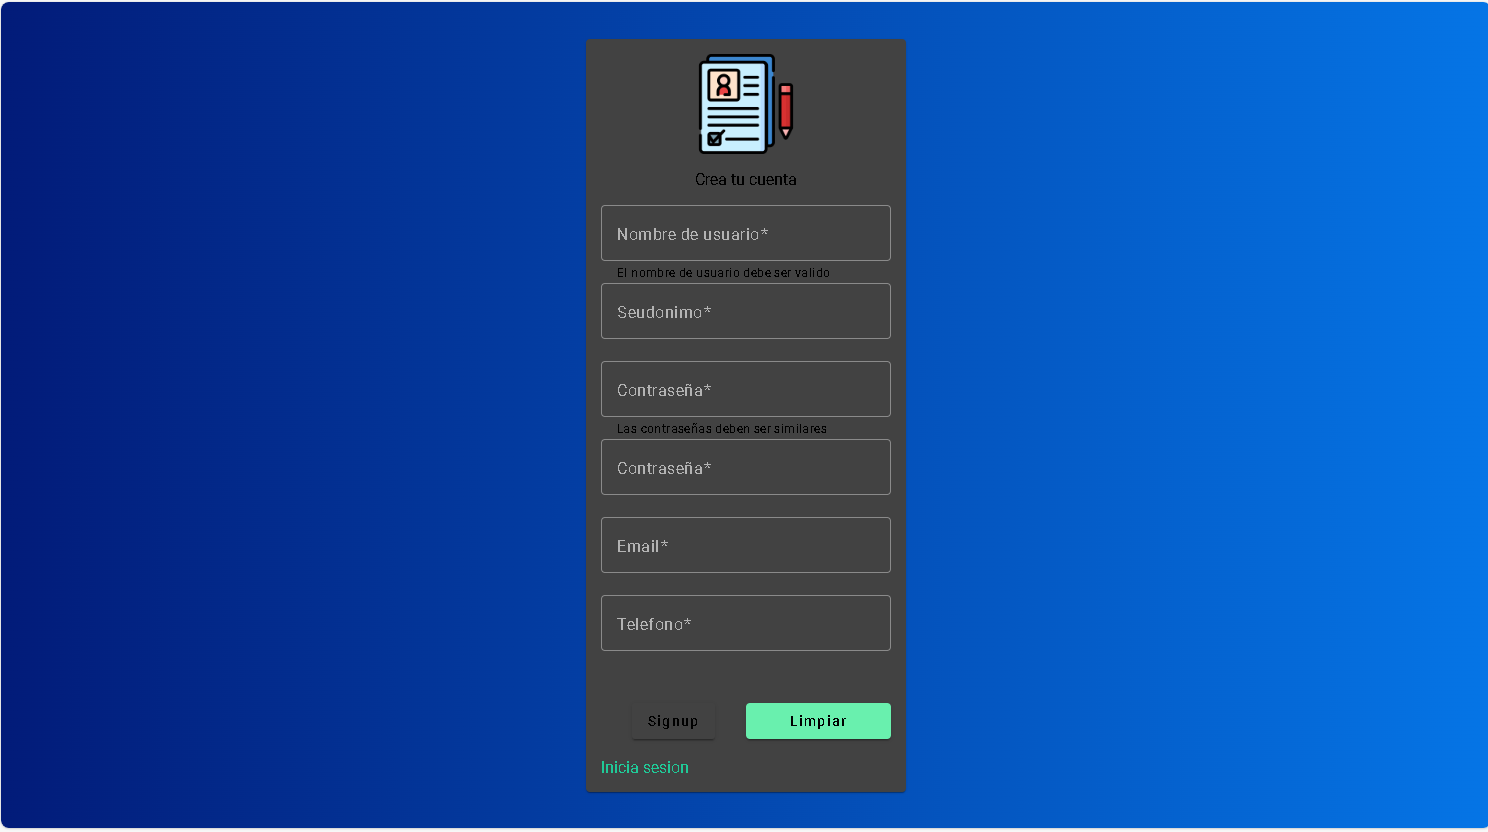 Crea tu cuenta
Nombre de usuario*
El nombre de usuario debe ser valido
Seudonimo*
Contraseña*
Las contraseñas deben ser similares
Contraseña*
Email*
Telefono*
Signup
Limpiar
Inicia sesion